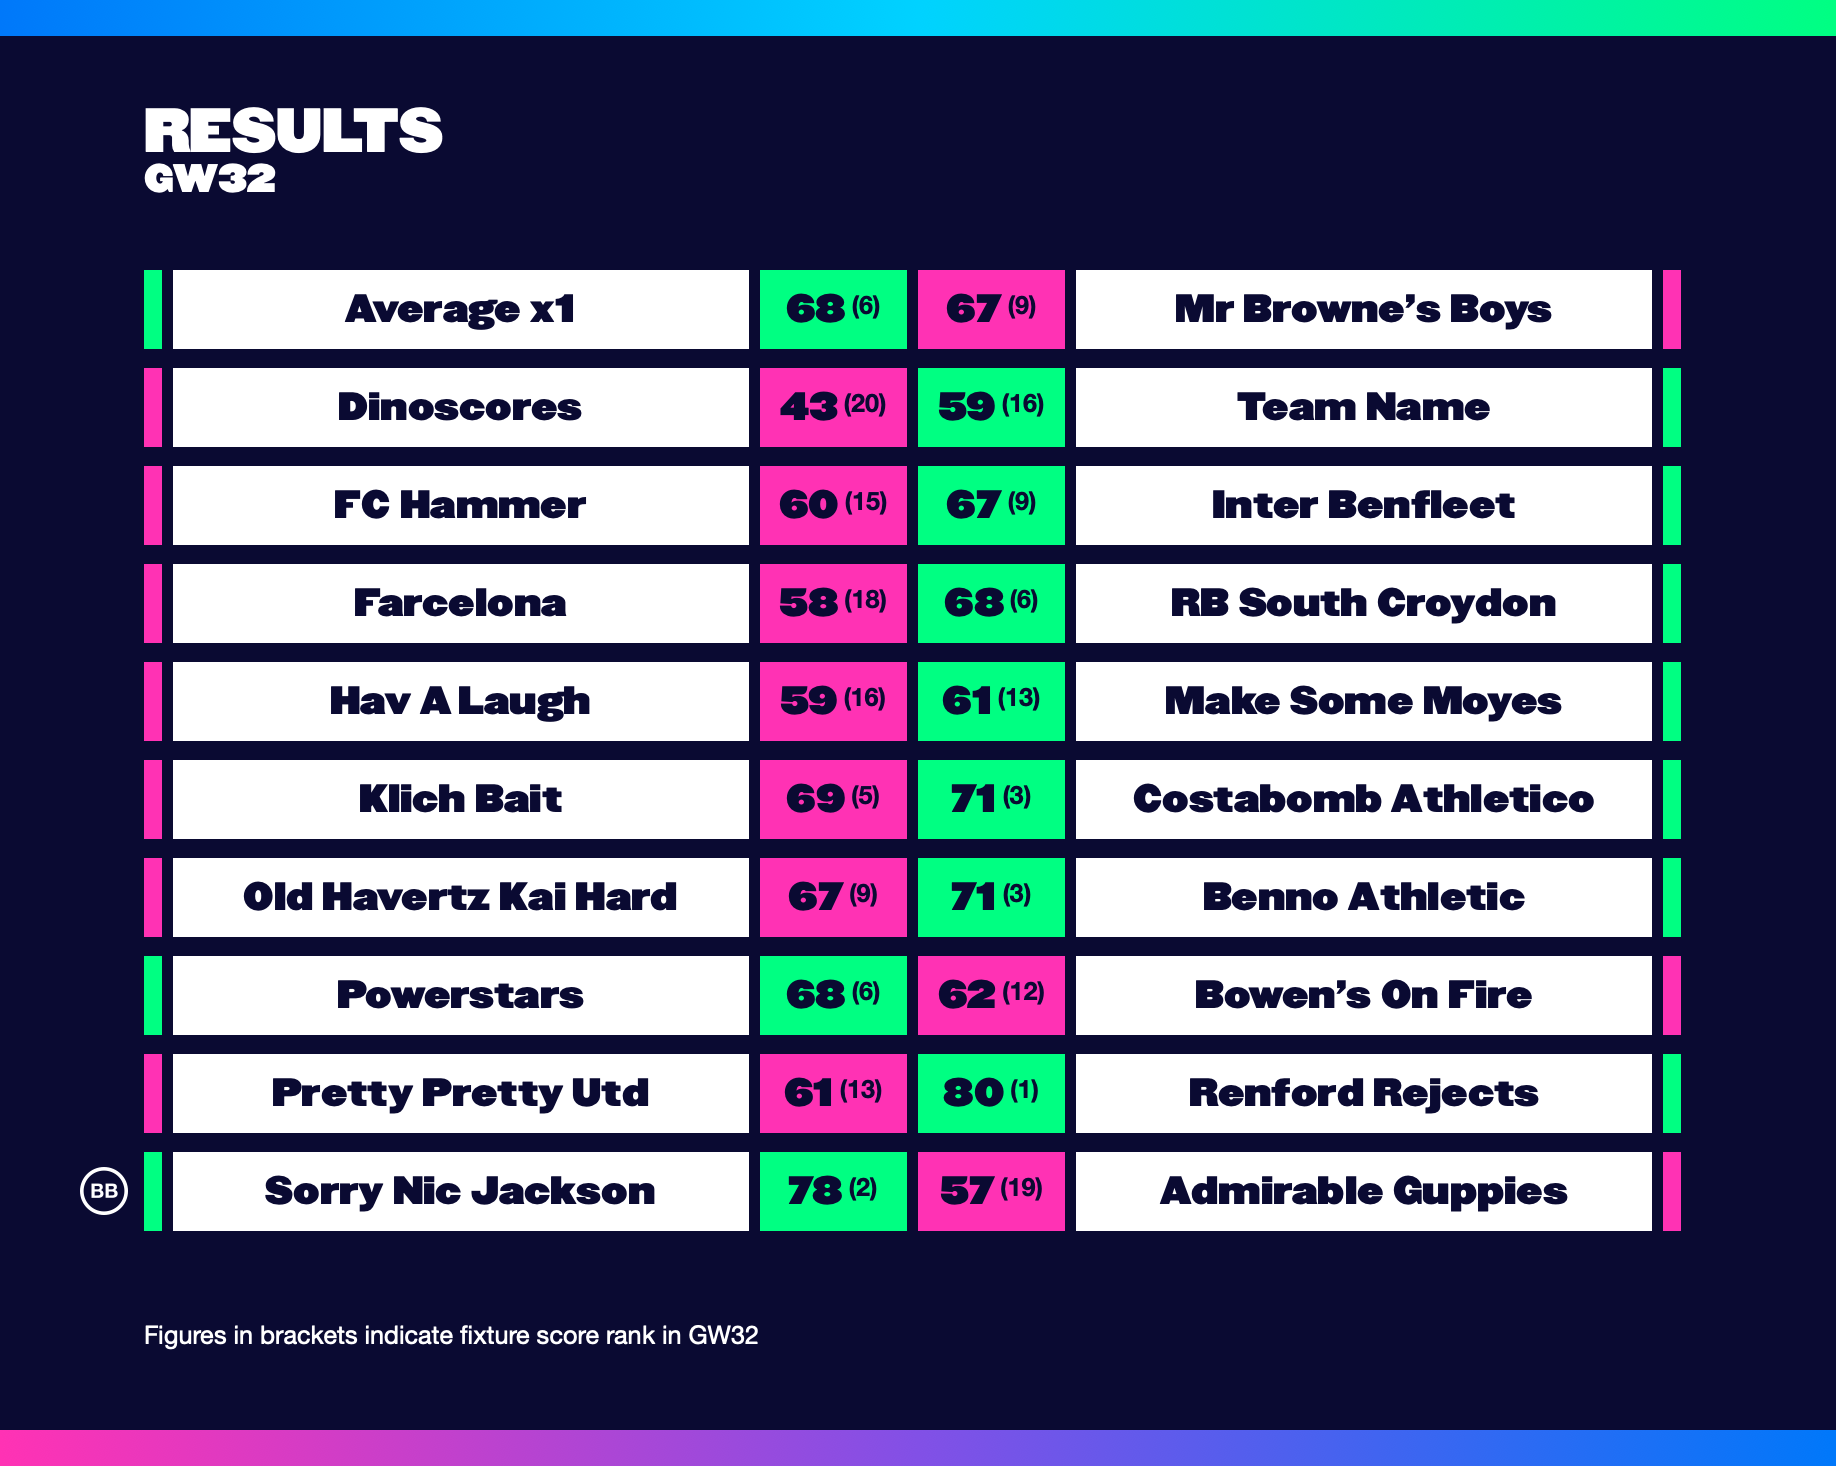 RESULTS
GW32
Average x1 68 (6) 67 (9) Mr Browne’s Boys
Dinoscores 43 (20) 59 (16) Team Name
FC Hammer 60 (15) 67 (9) Inter Benfleet
Farcelona 58 (18) 68 (6) RB South Croydon
Hav A Laugh 59 (16) 61 (13) Make Some Moyes
Klich Bait 69 (5) 71 (3) Costabomb Athletico
Old Havertz Kai Hard 67 (9) 71 (3) Benno Athletic
Powerstars 68 (6) 62 (12) Bowen’s On Fire
Pretty Pretty Utd 61 (13) 80 (1) Renford Rejects
BB Sorry Nic Jackson 78 (2) 57 (19) Admirable Guppies
Figures in brackets indicate fixture score rank in GW32